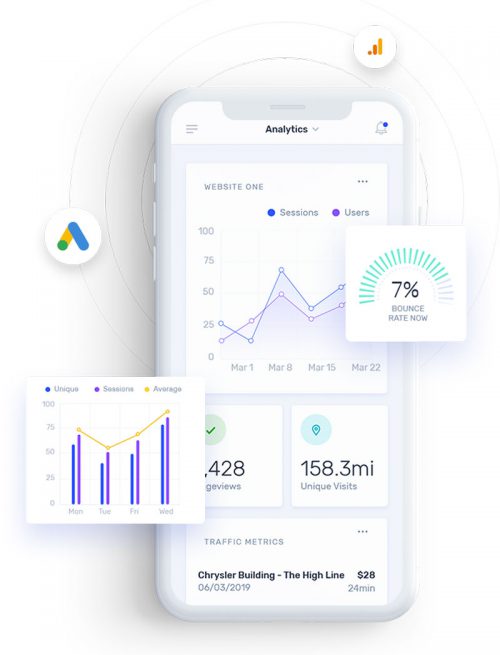 Analytics
WEBSITE ONE
Sessions Users
100
75
50
25
0
Mar 1 Mar 8 Mar 15 Mar 22
7%
BOUNCE
RATE NOW
Unique Sessions Average
100
75
50
25
0
Mon Tue Fri Wed
,428
geviews
158.3mi
Unique Visits
TRAFFIC METRICS
Chrysler Building - The High Line $28
06/03/2019 24min